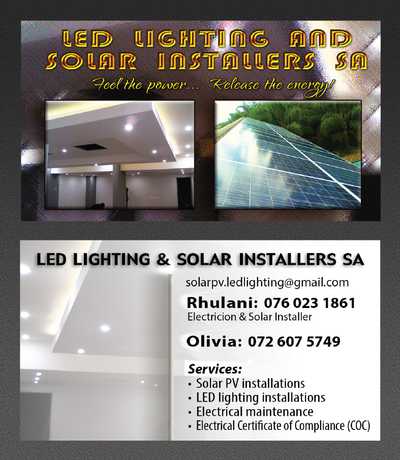 LED LIGHTING AND
SOLAR INSTALLERS SA
Feel the power... Release the energy!
LED LIGHTING & SOLAR INSTALLERS SA
solarpv.ledlighting@gmail.com
Rhulani: 076 023 1861
Electricion & Solar Installer
Olivia: 072 607 5749
Services:
• Solar PV installations
• LED lighting installations
• Electrical maintenance
• Electrical Certificate of Compliance (COC)